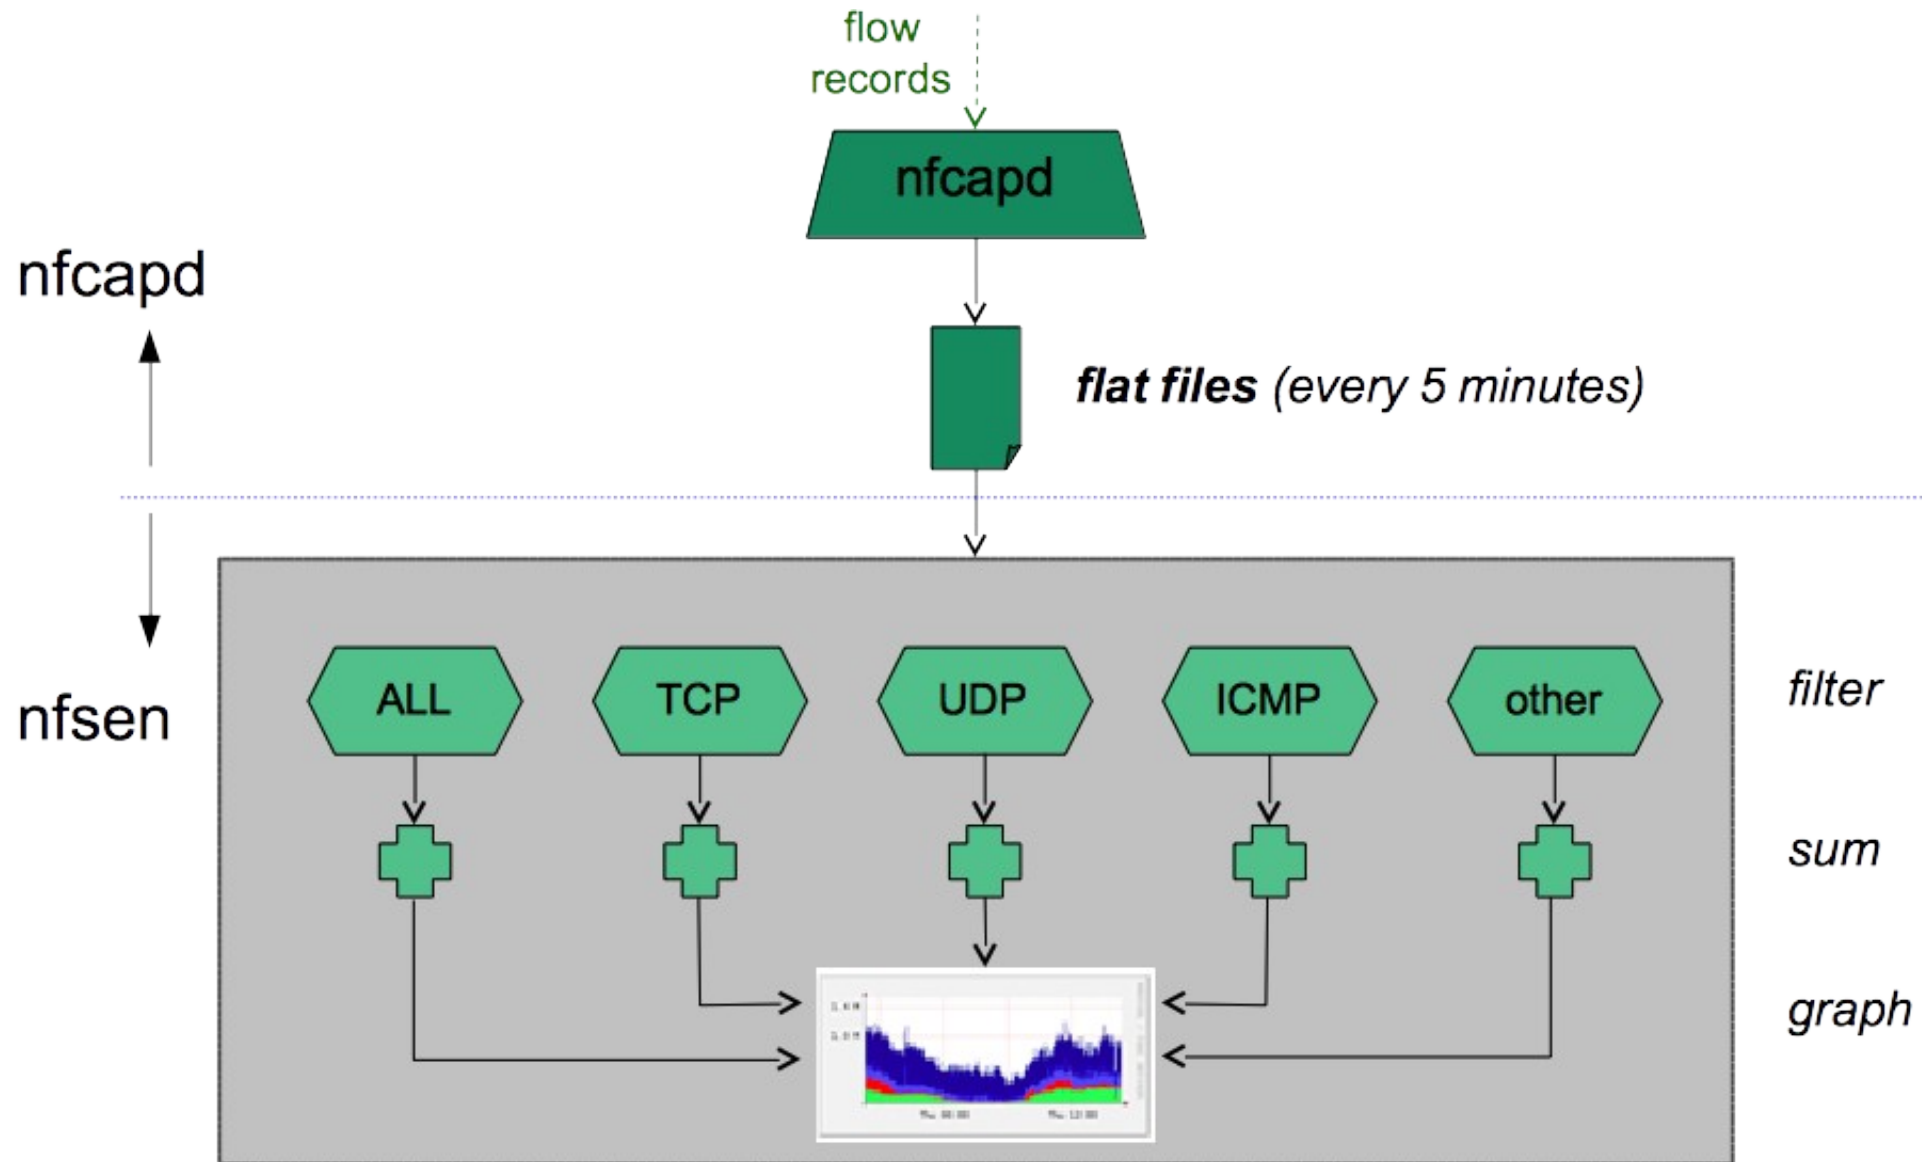 flow
records
nfcapd
nfcapd
flat files (every 5 minutes)
nfsen
ALL
TCP
UDP
ICMP
other
filter
sum
graph